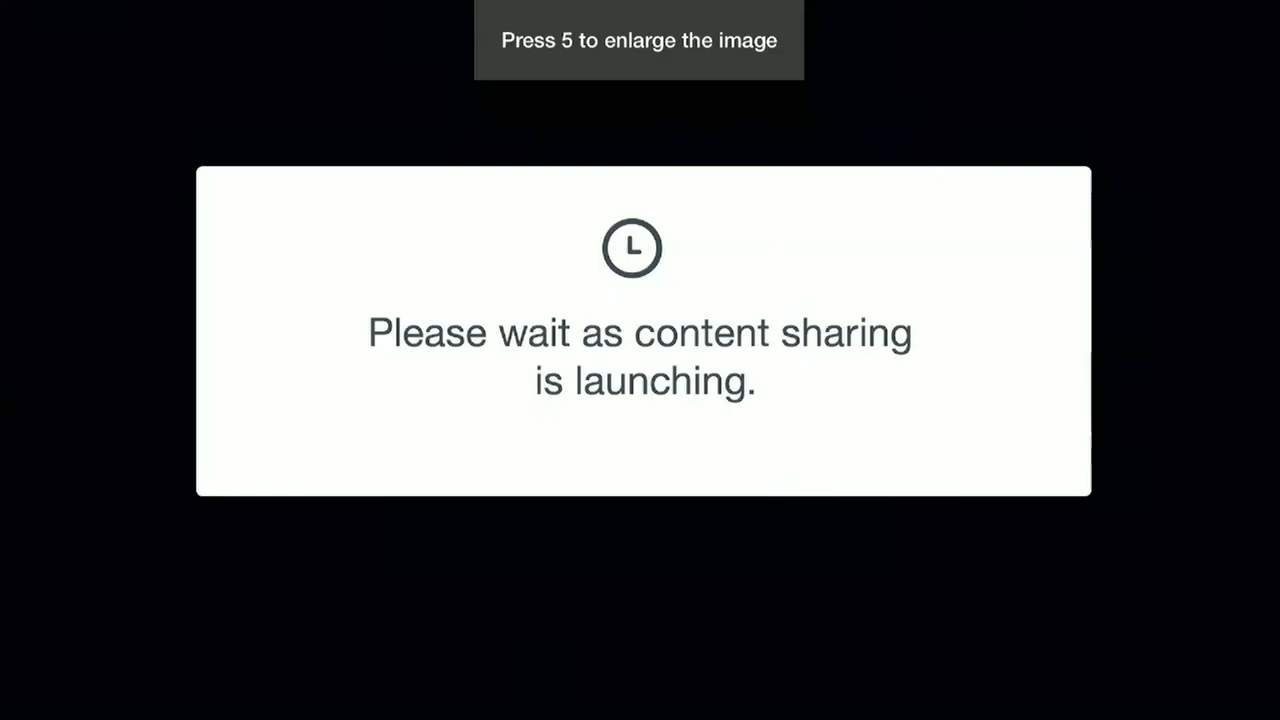 Press 5 to enlarge the image
Please wait as content sharing
is launching.